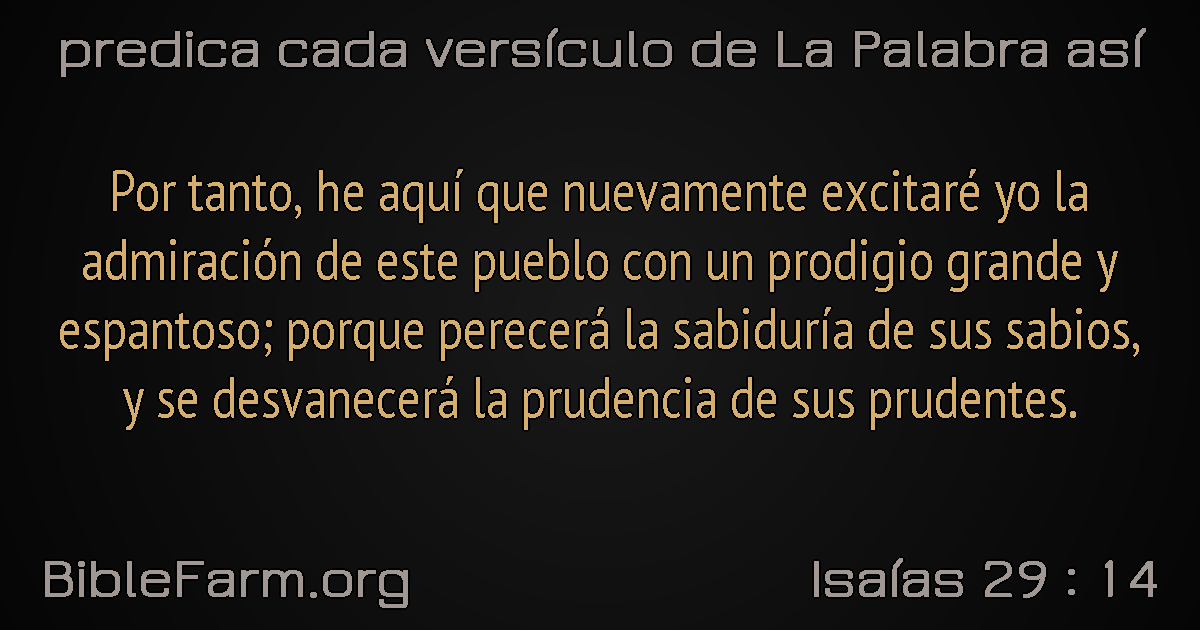 predica cada versículo de La Palabra así
Por tanto, he aquí que nuevamente excitaré yo la
admiración de este pueblo con un prodigio grande y
espantoso; porque perecerá la sabiduría de sus sabios,
y se desvanecerá la prudencia de sus prudentes.
BibleFarm.org
Isaías 29 : 14